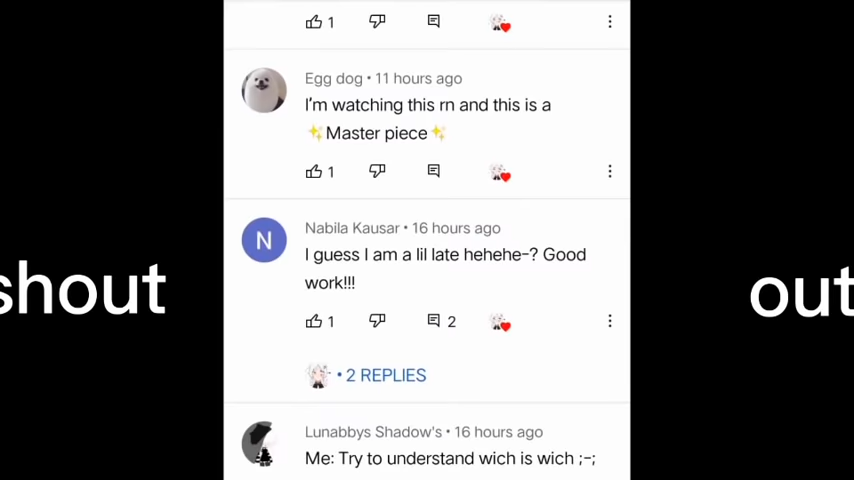 1
Egg dog • 11 hours ago
I'm watching this rn and this is a
✨Master piece✨
1
N
Nabila Kausar • 16 hours ago
I guess I am a lil late hehehe-? Good
work!!!
1 2
• 2 REPLIES
shout out
Lunabbys Shadow's • 16 hours ago
Me: Try to understand wich is wich ;-;